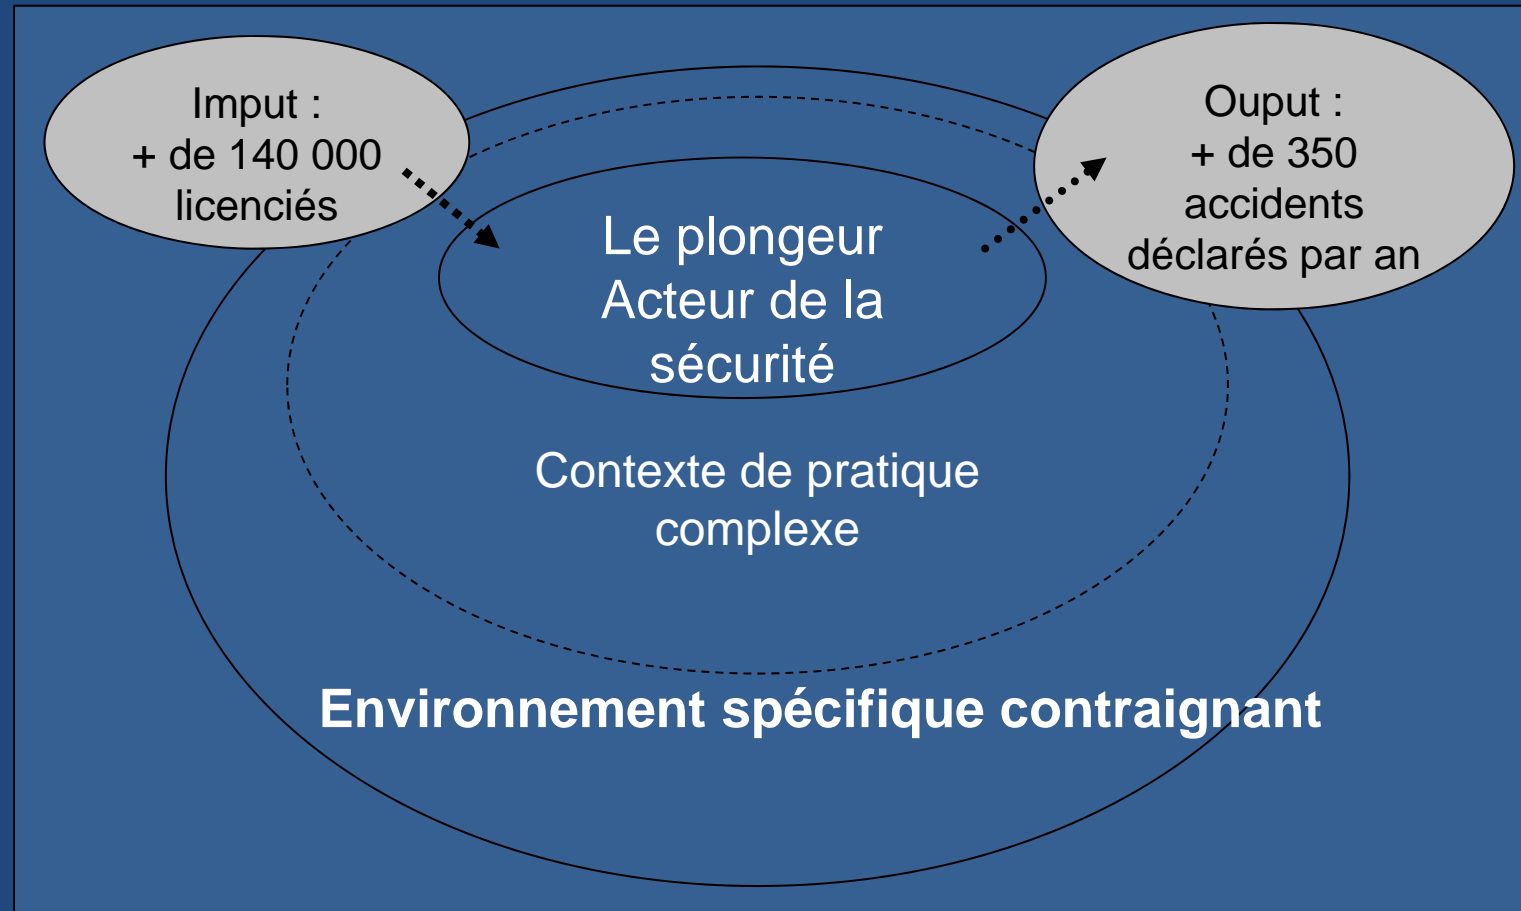 Imput :
+ de 140 000
licenciés
Ouput :
+ de 350
accidents
déclarés par an
Le plongeur
Acteur de la
sécurité
Contexte de pratique
complexe
Environnement spécifique contraignant